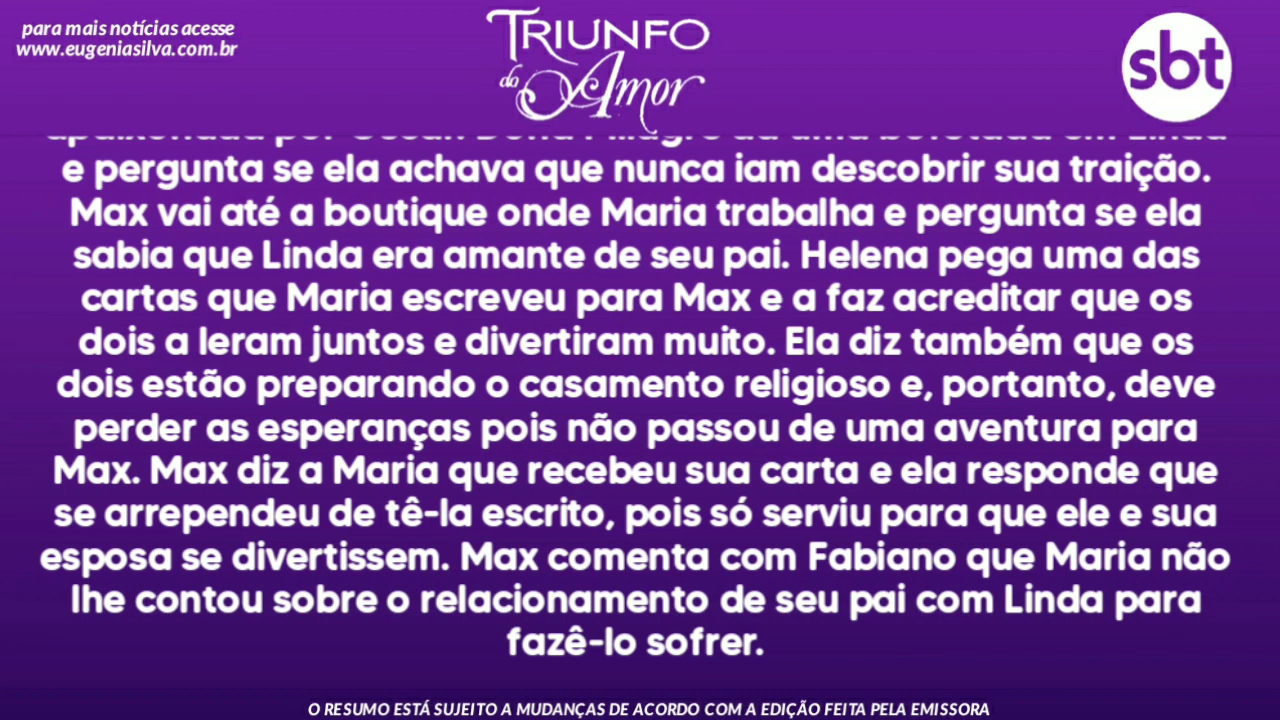 para mais notícias acesse
www.eugeniasilva.com.br
TRIUNFO
do Amor
sbt
e pergunta se ela achava que nunca iam descobrir sua traição.
Max vai até a boutique onde Maria trabalha e pergunta se ela
sabia que Linda era amante de seu pai. Helena pega uma das
cartas que Maria escreveu para Max e a faz acreditar que os
dois a leram juntos e divertiram muito. Ela diz também que os
dois estão preparando o casamento religioso e, portanto, deve
perder as esperanças pois não passou de uma aventura para
Max. Max diz a Maria que recebeu sua carta e ela responde que
se arrependeu de tê-la escrito, pois só serviu para que ele e sua
esposa se divertissem. Max comenta com Fabiano que Maria não
lhe contou sobre o relacionamento de seu pai com Linda para
fazê-lo sofrer.
O RESUMO ESTÁ SUJEITO A MUDANÇAS DE ACORDO COM A EDIÇÃO FEITA PELA EMISSORA